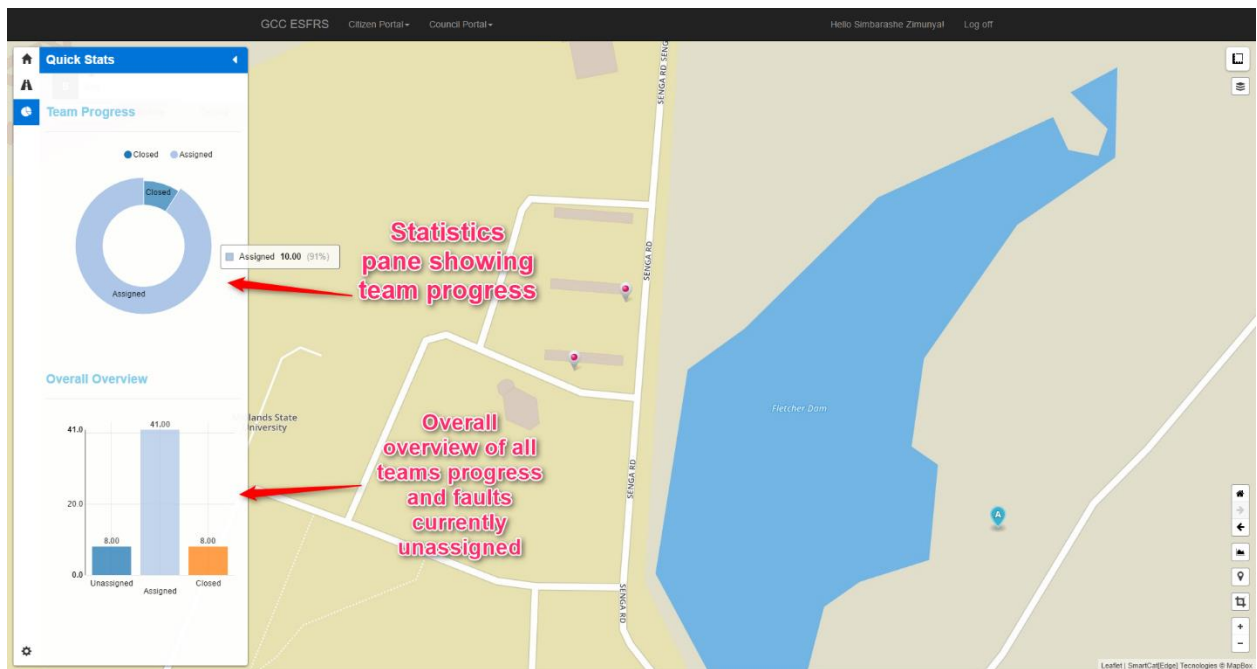 GCC ESFRS Citizen Portal Council Portal Hello Simbarashe Zimunya! Log off
Quick Stats
Team Progress
Closed Assigned
Closed
Assigned 10.00 (91%)
Assigned
Statistics
pane showing
team progress
Overall Overview
41.00
41.0
20.0
8.00
8.00
0.0
Unassigned
Assigned
Closed
Overall
overview of all
teams progress
and faults
currently
unassigned
lands State
niversity
SENGA RD SENG
SENGA RD
SENGA RD
SENGA RD
Fletcher Dam
A
+
−
Leaflet | SmartCat[Edge] Tecnologies © MapBox